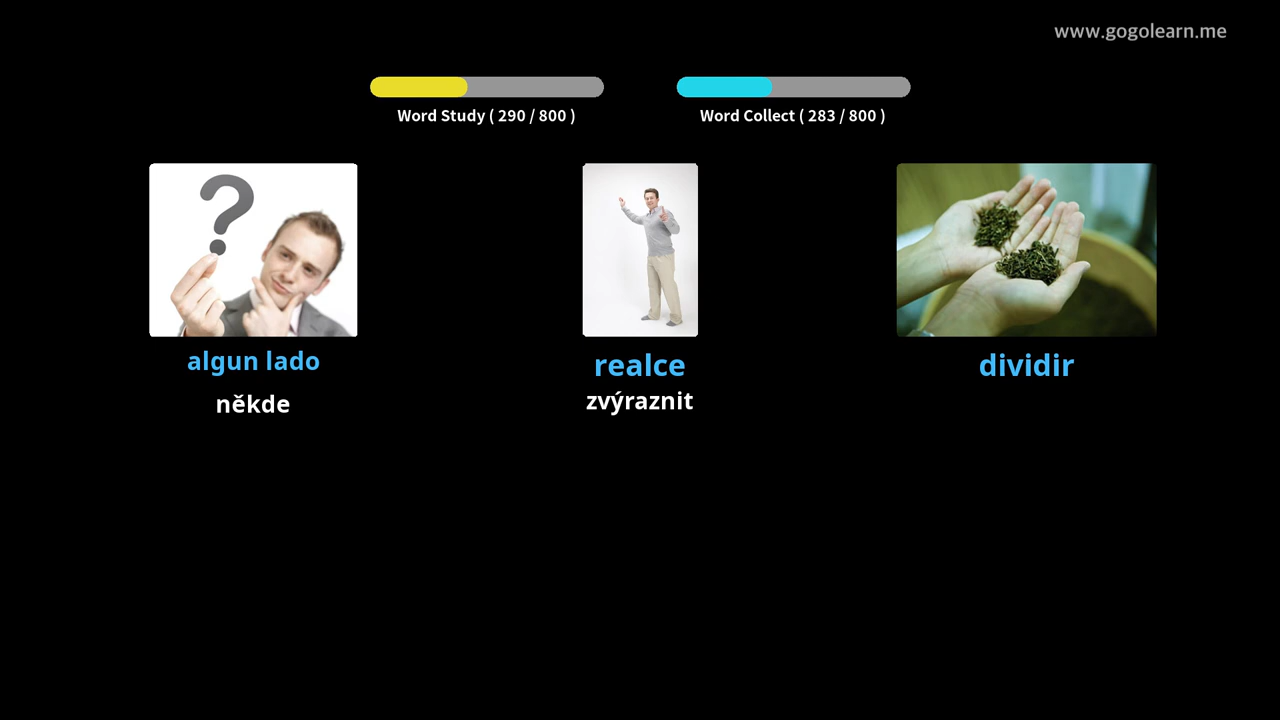 www.gogolearn.me
Word Study ( 290 / 800 )
Word Collect ( 283 / 800 )
algun lado
někde
realce
zvýraznit
dividir